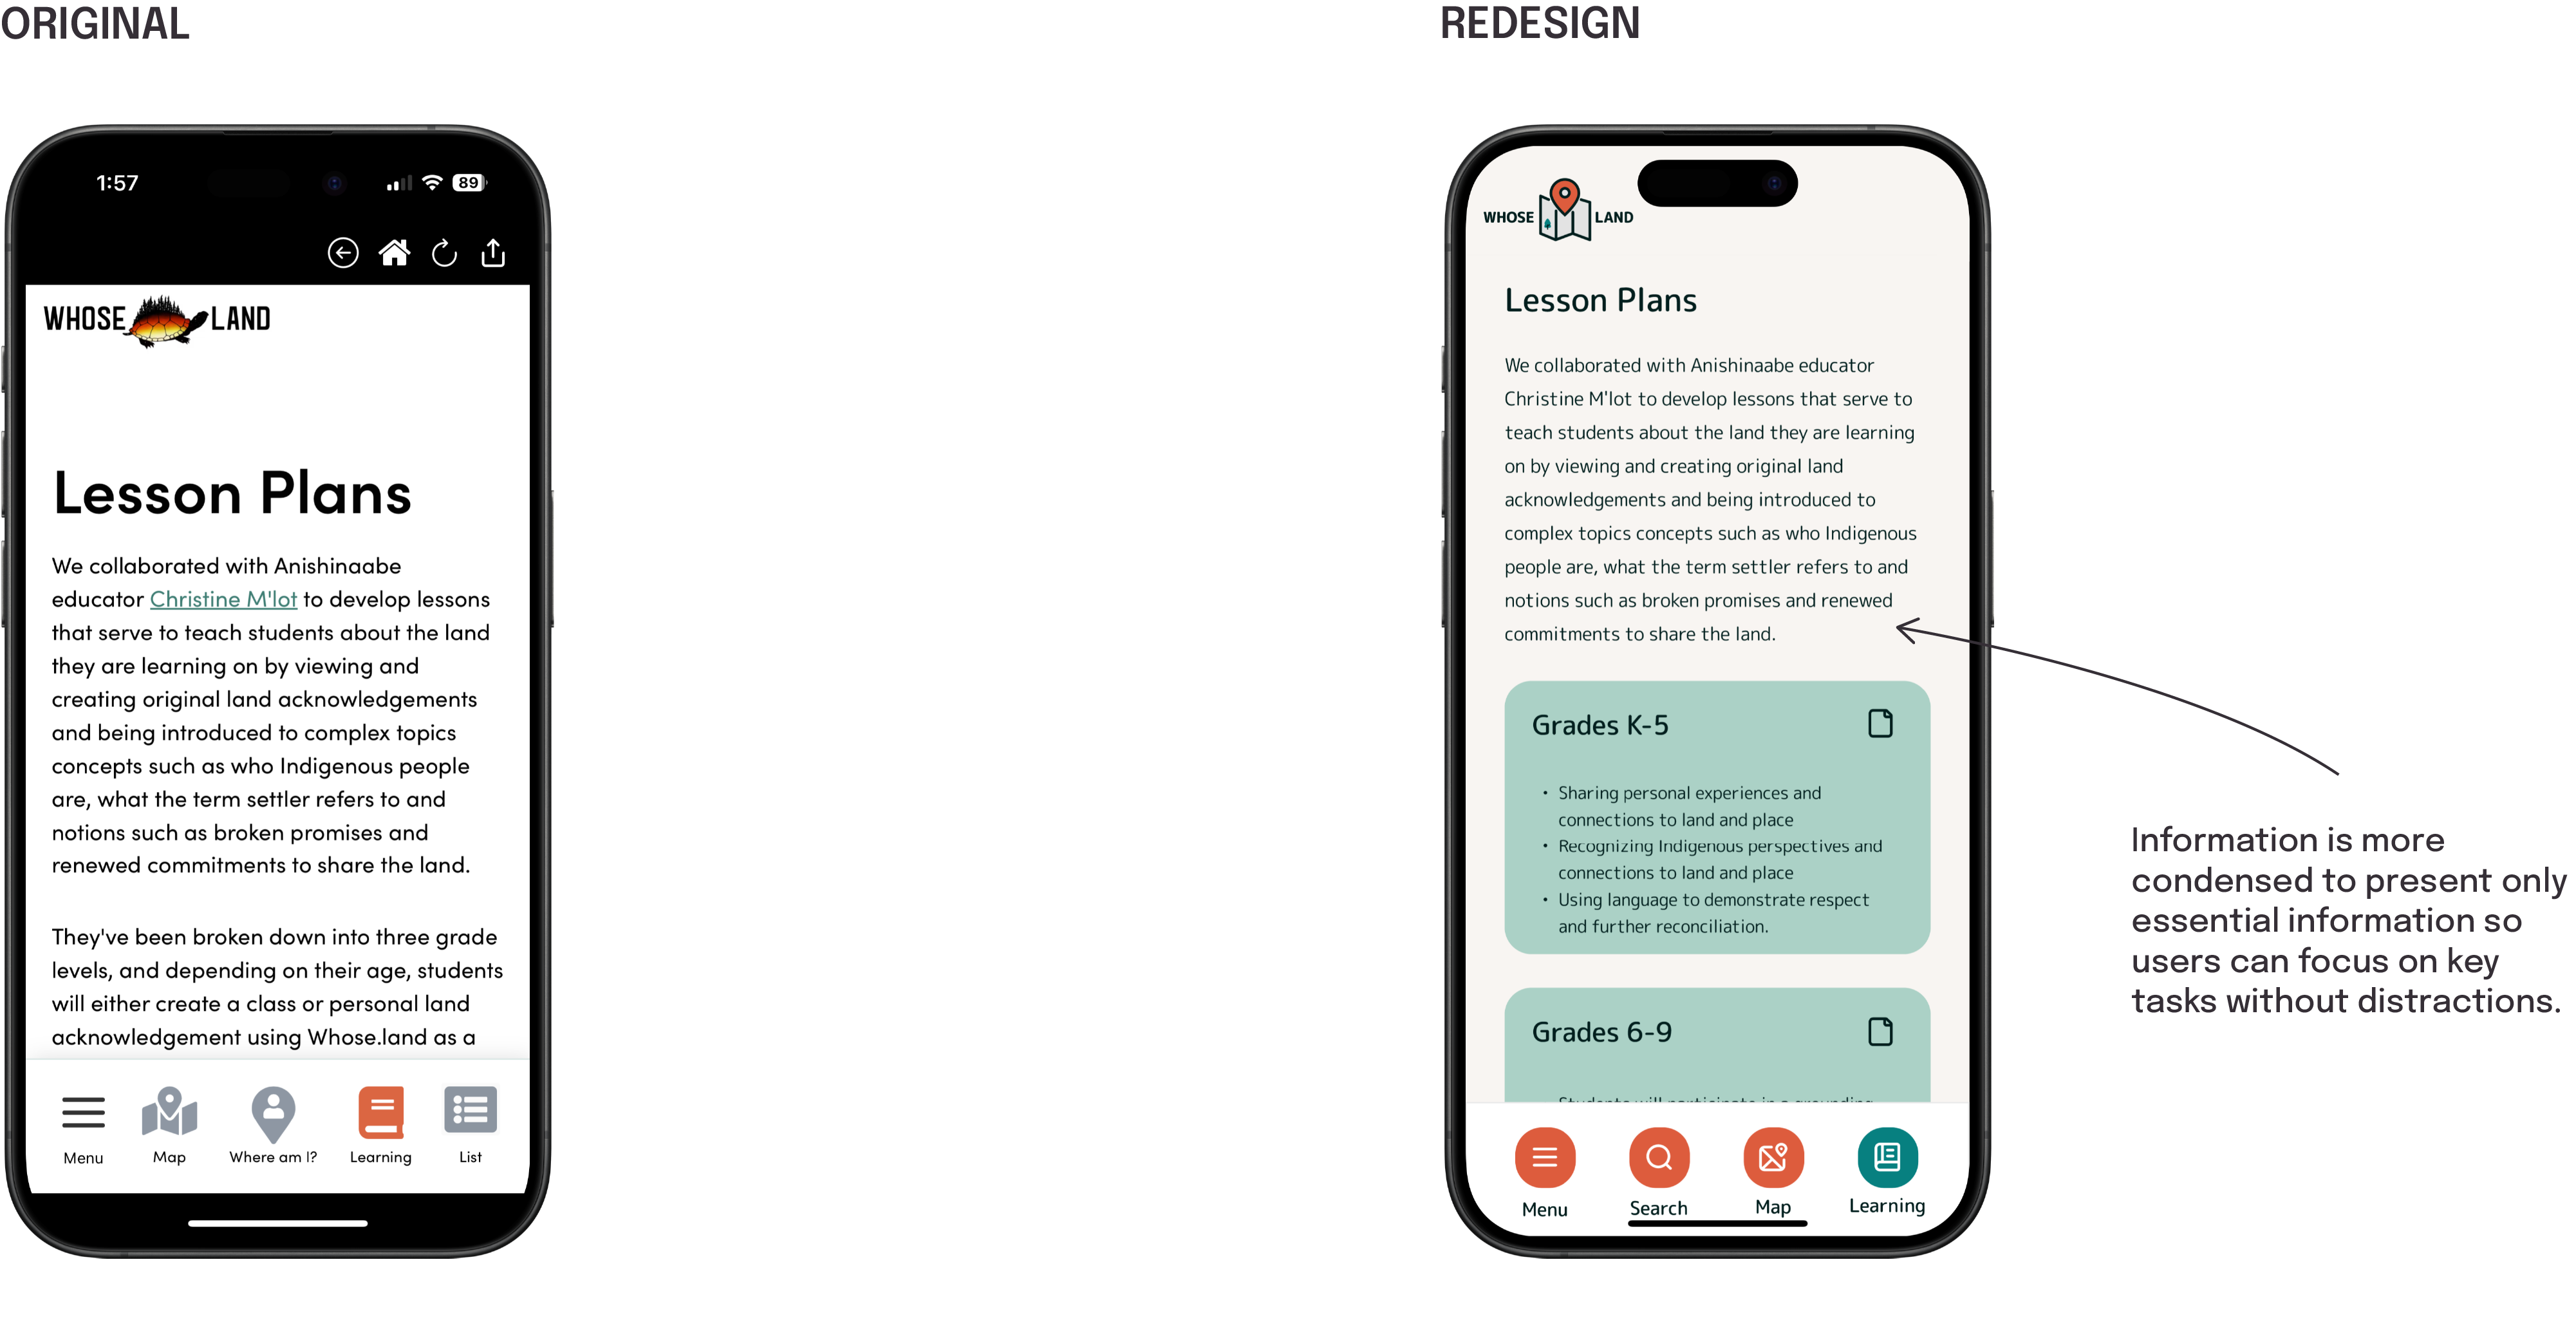 ORIGINAL
1:57
89
WHOSE LAND
Lesson Plans
We collaborated with Anishinaabe
educator Christine M'lot to develop lessons
that serve to teach students about the land
they are learning on by viewing and
creating original land acknowledgements
and being introduced to complex topics
concepts such as who Indigenous people
are, what the term settler refers to and
notions such as broken promises and
renewed commitments to share the land.
They've been broken down into three grade
levels, and depending on their age, students
will either create a class or personal land
acknowledgement using Whose.land as a
Menu
Map
Where am I?
Learning
List
REDESIGN
WHOSE LAND
Lesson Plans
We collaborated with Anishinaabe educator
Christine M'lot to develop lessons that serve to
teach students about the land they are learning
on by viewing and creating original land
acknowledgements and being introduced to
complex topics concepts such as who Indigenous
people are, what the term settler refers to and
notions such as broken promises and renewed
commitments to share the land.
Grades K-5
• Sharing personal experiences and
connections to land and place
• Recognizing Indigenous perspectives and
connections to land and place
• Using language to demonstrate respect
and further reconciliation.
Grades 6-9
Students will participate in a grounding
Menu
Search
Map
Learning
Information is more
condensed to present only
essential information so
users can focus on key
tasks without distractions.